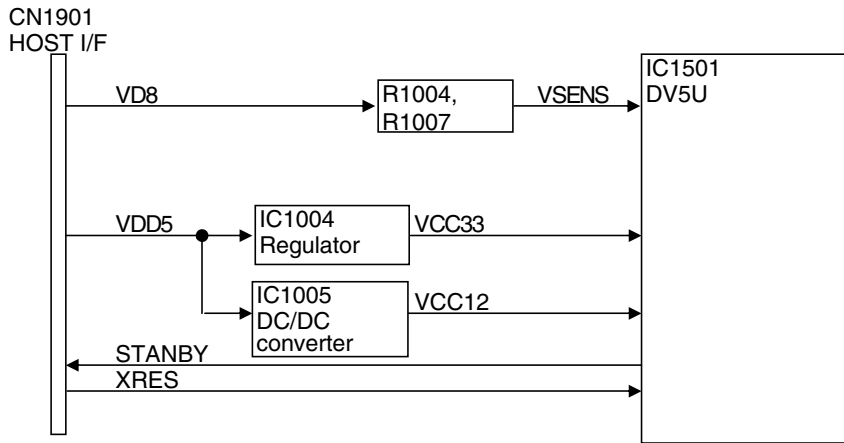 CN1901
HOST I/F
IC1501
DV5U
VD8
R1004,
R1007
VSENS
VDD5
IC1004
Regulator
VCC33
IC1005
DC/DC
converter
VCC12
STANBY
XRES